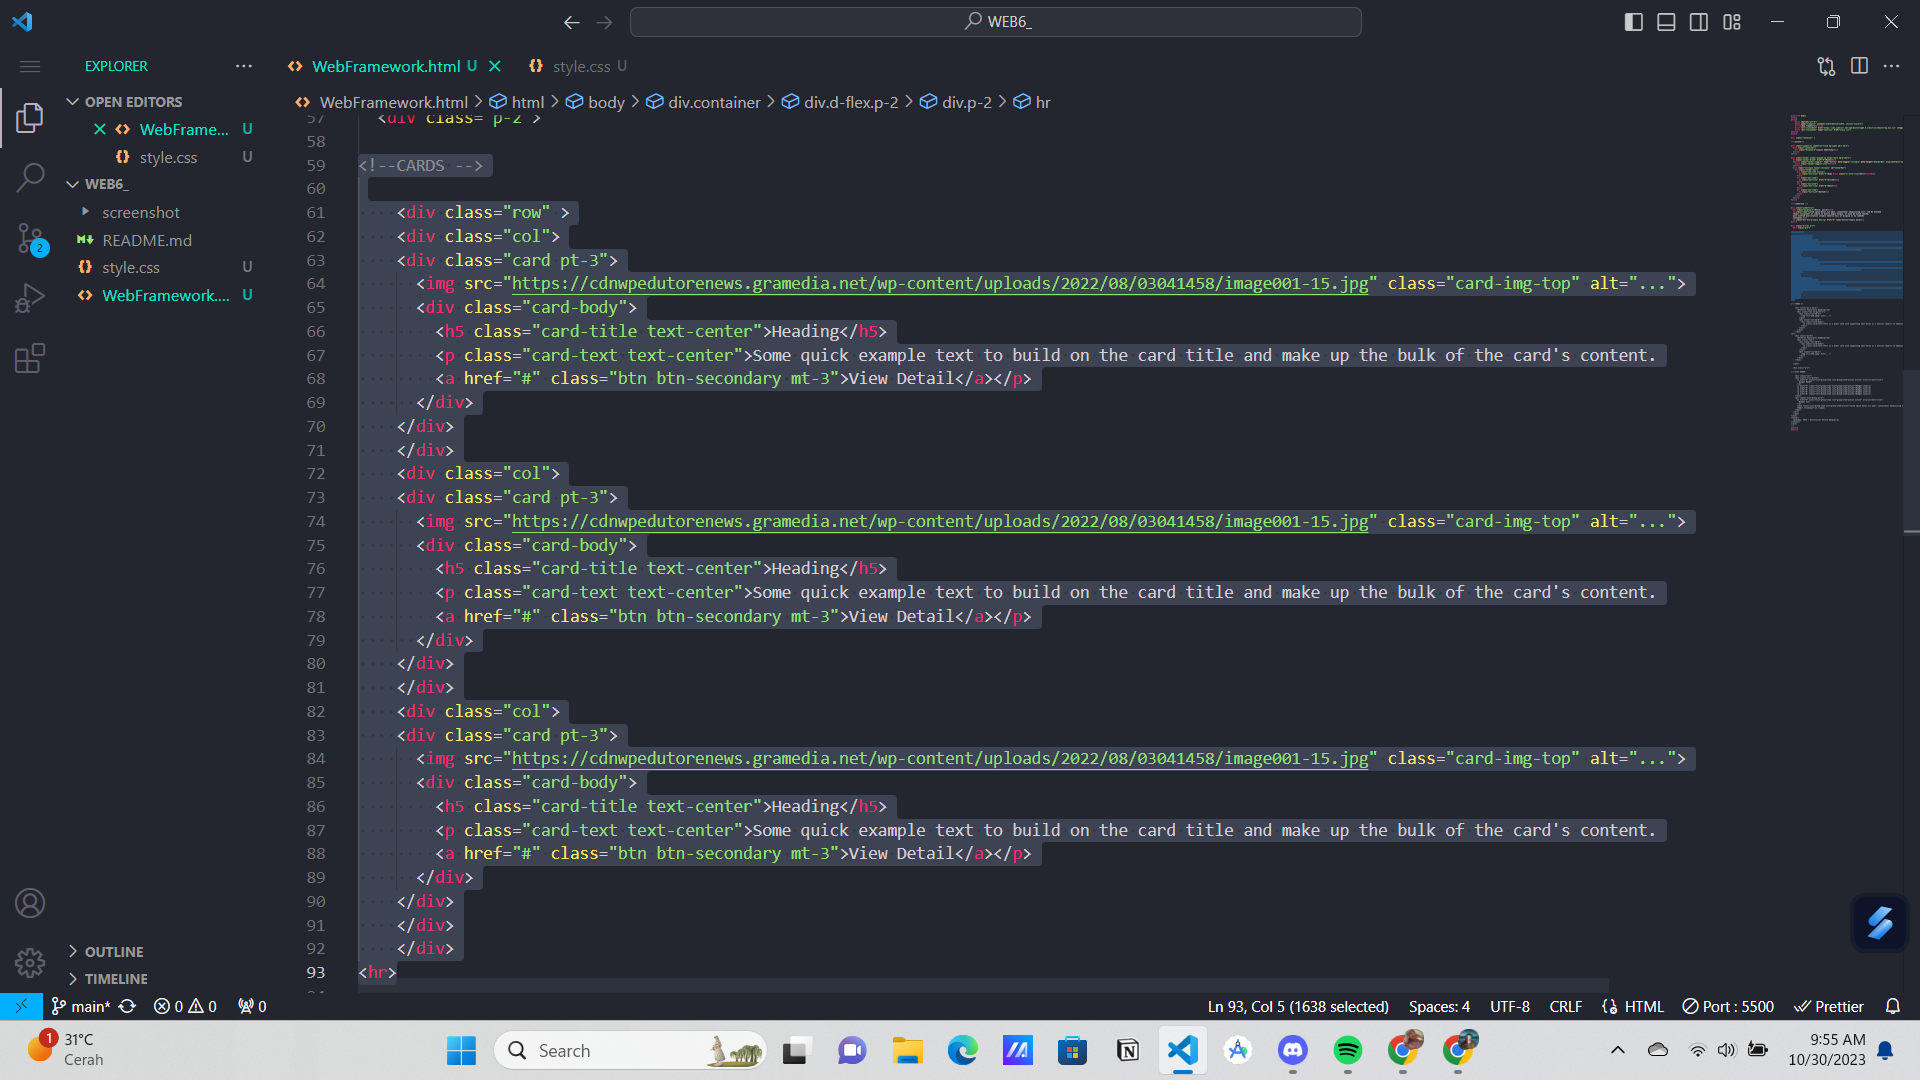 WEB6_
EXPLORER
WebFramework.html U
style.css U
OPEN EDITORS
WebFrame... U
style.css U
WEB6_
screenshot
README.md
style.css U
WebFramework.... U
2
WebFramework.html > html > body > div.container > div.d-flex.p-2 > div.p-2 > hr
57 <div class="p-2">
58
59 <!--CARDS -->
60
61 <div class="row" >
62 <div class="col">
63 <div class="card pt-3">
64 <img src="https://cdnwpedutorenews.gramedia.net/wp-content/uploads/2022/08/03041458/image001-15.jpg" class="card-img-top" alt="...">
65 <div class="card-body">
66 <h5 class="card-title text-center">Heading</h5>
67 <p class="card-text text-center">Some quick example text to build on the card title and make up the bulk of the card's content.
68 <a href="#" class="btn btn-secondary mt-3">View Detail</a></p>
69 </div>
70 </div>
71 </div>
72 <div class="col">
73 <div class="card pt-3">
74 <img src="https://cdnwpedutorenews.gramedia.net/wp-content/uploads/2022/08/03041458/image001-15.jpg" class="card-img-top" alt="...">
75 <div class="card-body">
76 <h5 class="card-title text-center">Heading</h5>
77 <p class="card-text text-center">Some quick example text to build on the card title and make up the bulk of the card's content.
78 <a href="#" class="btn btn-secondary mt-3">View Detail</a></p>
79 </div>
80 </div>
81 </div>
82 <div class="col">
83 <div class="card pt-3">
84 <img src="https://cdnwpedutorenews.gramedia.net/wp-content/uploads/2022/08/03041458/image001-15.jpg" class="card-img-top" alt="...">
85 <div class="card-body">
86 <h5 class="card-title text-center">Heading</h5>
87 <p class="card-text text-center">Some quick example text to build on the card title and make up the bulk of the card's content.
88 <a href="#" class="btn btn-secondary mt-3">View Detail</a></p>
89 </div>
90 </div>
91 </div>
92 </div>
93 <hr>
OUTLINE
TIMELINE
main* 0 0 0
Ln 93, Col 5 (1638 selected) Spaces: 4 UTF-8 CRLF HTML Port : 5500 Prettier
1
31°C
Cerah
Search
9:55 AM
10/30/2023